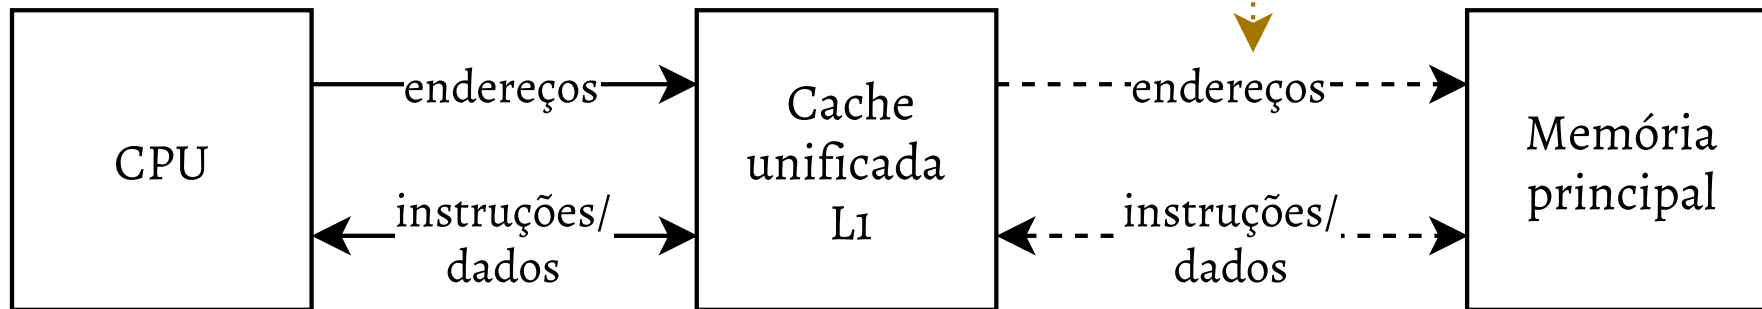 CPU
endereços
instruções/
dados
Cache
unificada
L1
endereços
instruções/
dados
Memória
principal